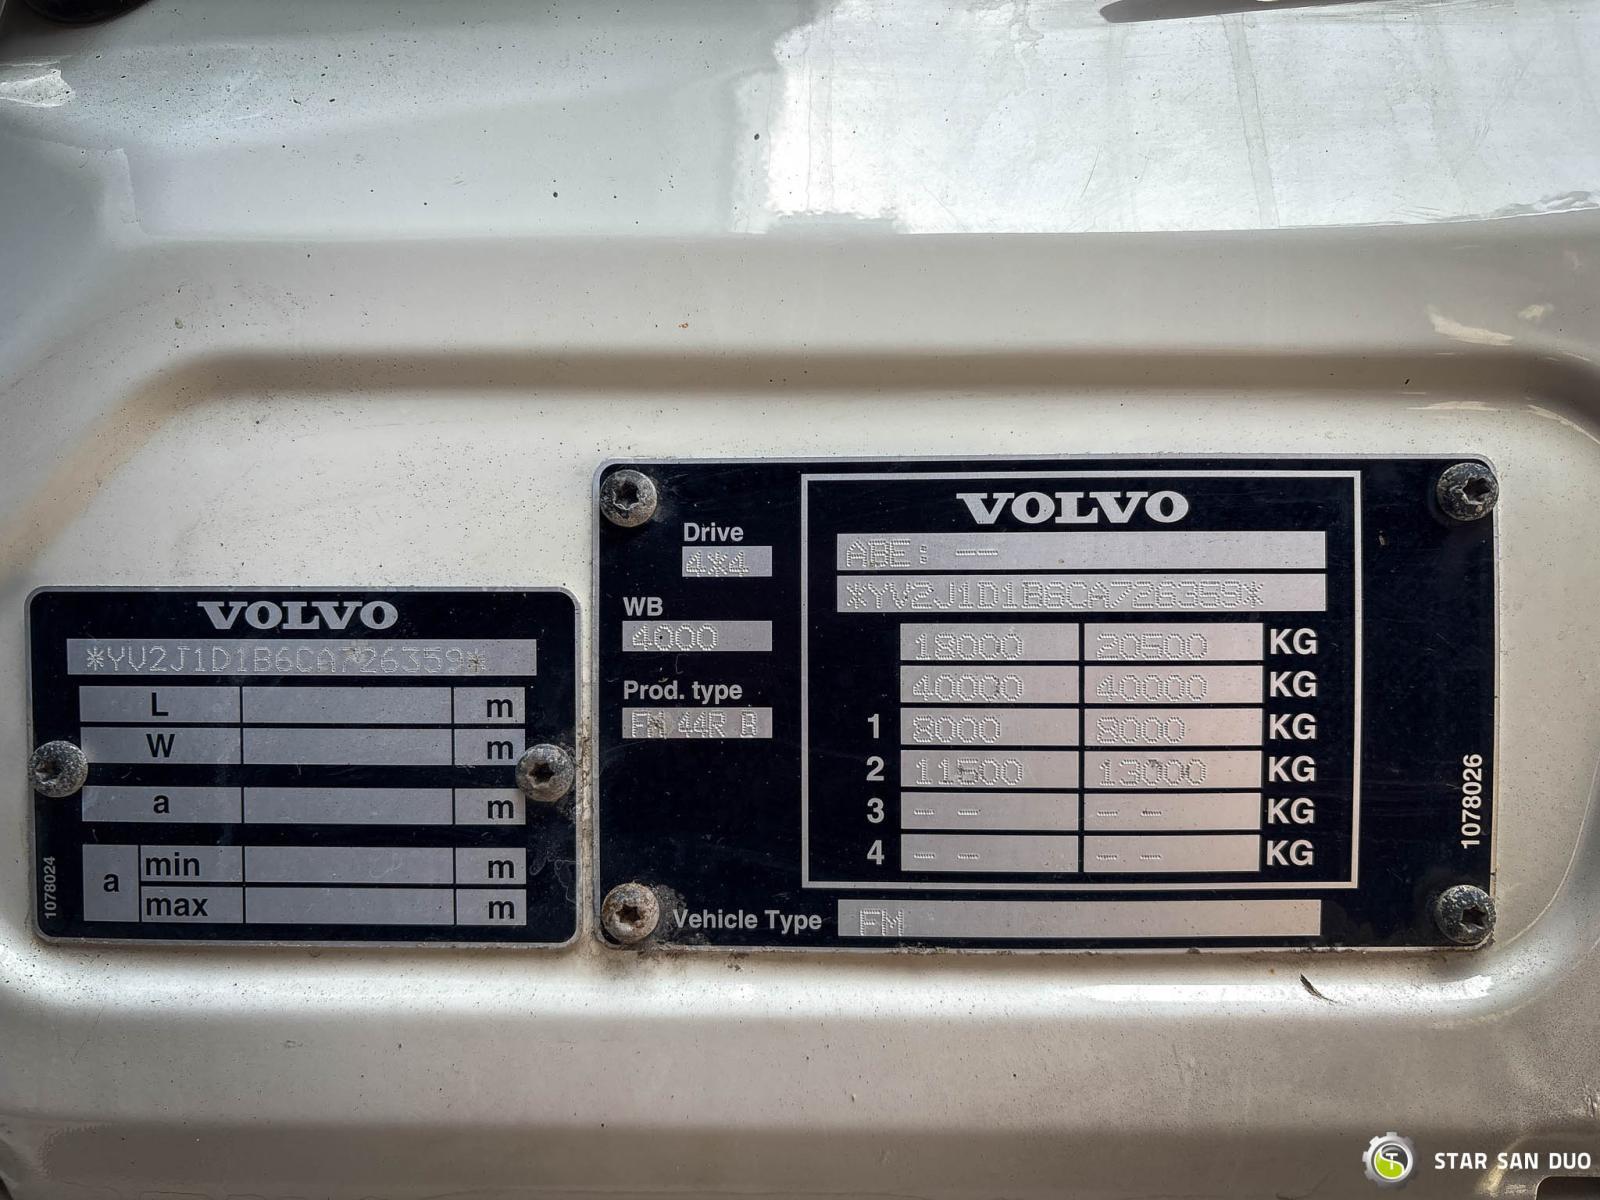 VOLVO
*YV2J1D1B6CA726359*
L m
W m
a m
a min m
max m
1078024
Drive
4*4
WB
4000
Prod. type
FM 44R B
VOLVO
ABE: --
*YV2J1D1B6CA726359*
18000 20500 KG
40000 40000 KG
1 8000 8000 KG
2 11500 13000 KG
3 -- -- KG
4 -- -- KG
Vehicle Type FM
1078026
STAR SAN DUO